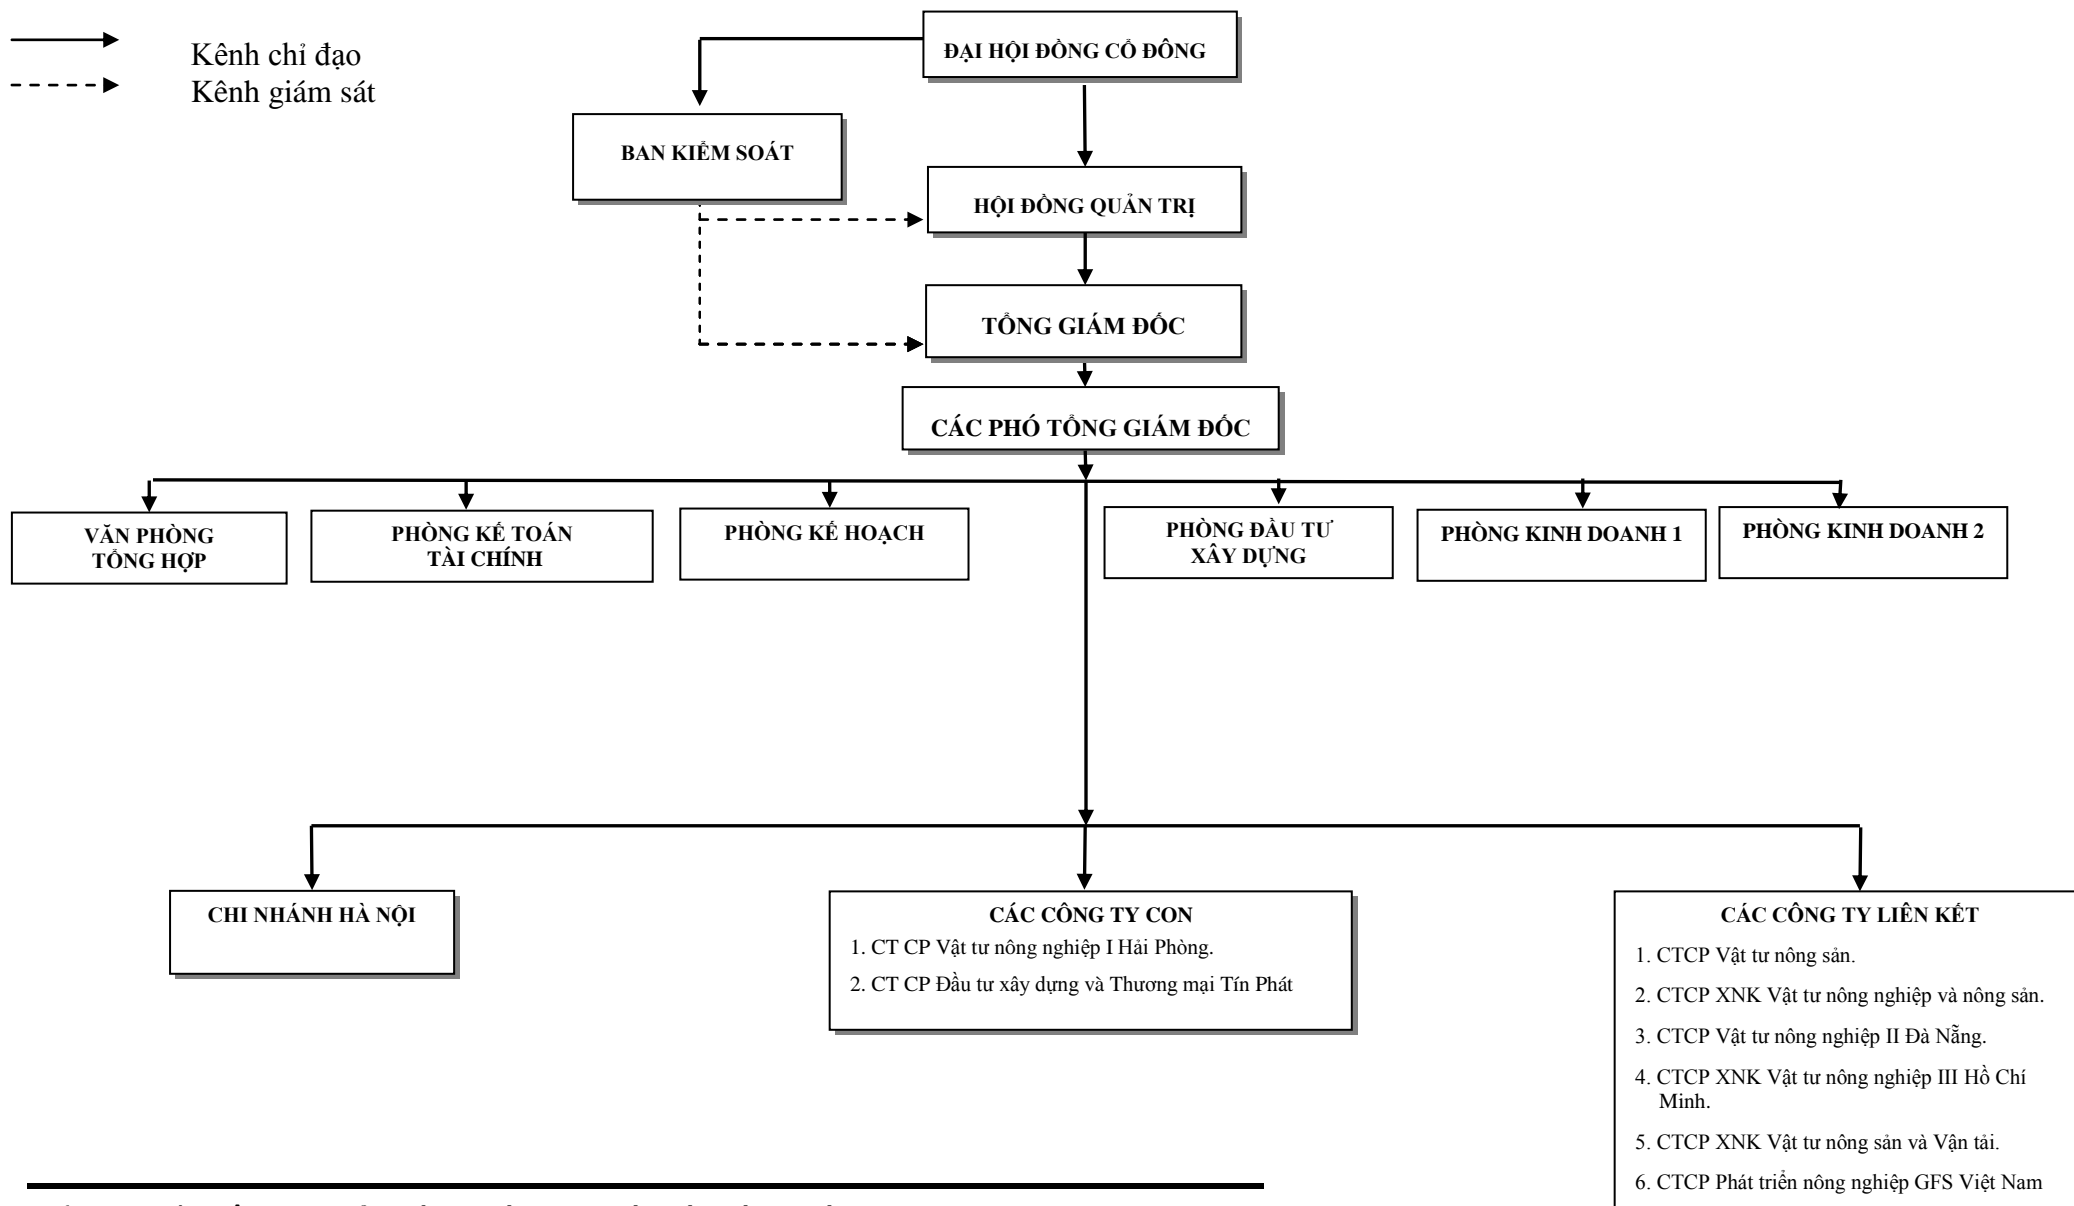 Kênh chỉ đạo
Kênh giám sát
ĐẠI HỘI ĐỒNG CỔ ĐÔNG
BAN KIỂM SOÁT
HỘI ĐỒNG QUẢN TRỊ
TỔNG GIÁM ĐỐC
CÁC PHÓ TỔNG GIÁM ĐỐC
VĂN PHÒNG
TỔNG HỢP
PHÒNG KẾ TOÁN
TÀI CHÍNH
PHÒNG KẾ HOẠCH
PHÒNG ĐẦU TƯ
XÂY DỰNG
PHÒNG KINH DOANH 1
PHÒNG KINH DOANH 2
CHI NHÁNH HÀ NỘI
CÁC CÔNG TY CON
1. CT CP Vật tư nông nghiệp I Hải Phòng.
2. CT CP Đầu tư xây dựng và Thương mại Tín Phát
CÁC CÔNG TY LIÊN KẾT
1. CTCP Vật tư nông sản.
2. CTCP XNK Vật tư nông nghiệp và nông sản.
3. CTCP Vật tư nông nghiệp II Đà Nẵng.
4. CTCP XNK Vật tư nông nghiệp III Hồ Chí
Minh.
5. CTCP XNK Vật tư nông sản và Vận tải.
6. CTCP Phát triển nông nghiệp GFS Việt Nam